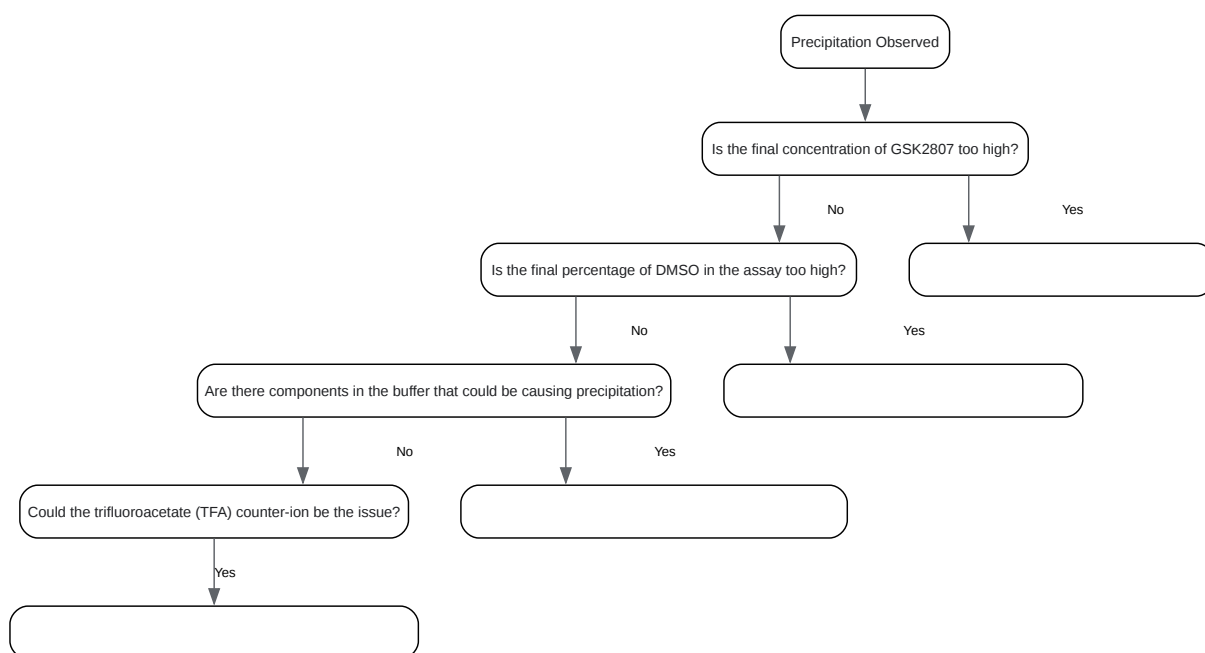 Precipitation Observed
Is the final concentration of GSK2807 too high?
No
Yes
Is the final percentage of DMSO in the assay too high?
No
Yes
Are there components in the buffer that could be causing precipitation?
No
Yes
Could the trifluoroacetate (TFA) counter-ion be the issue?
Yes